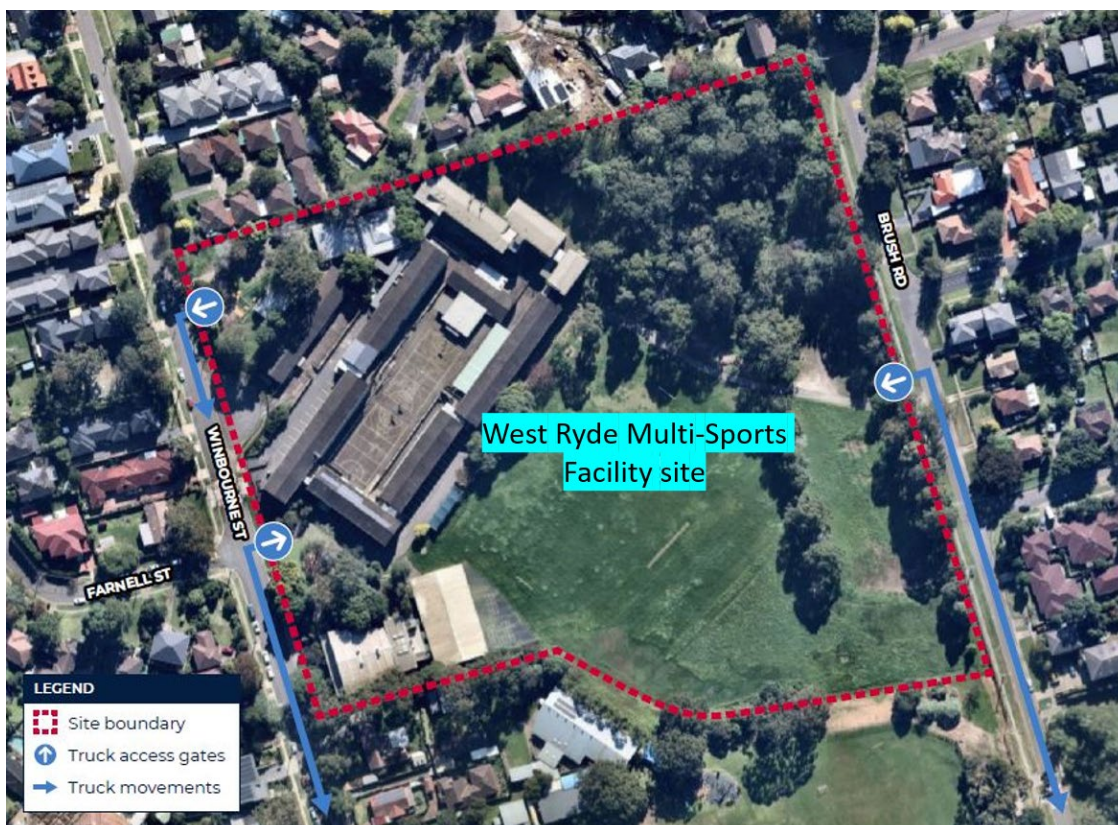 BRUSH RD
West Ryde Multi-Sports
Facility site
WINBOURNE ST
FARNELL ST
LEGEND
Site boundary
Truck access gates
Truck movements